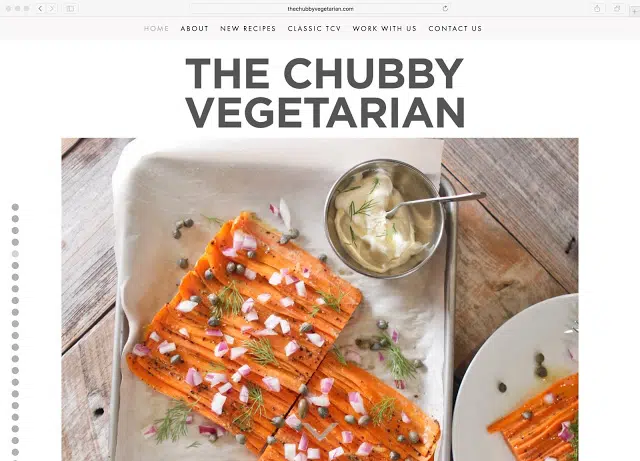 thechubbyvegetarian.com
HOME ABOUT NEW RECIPES CLASSIC TCV WORK WITH US CONTACT US
THE CHUBBY
VEGETARIAN